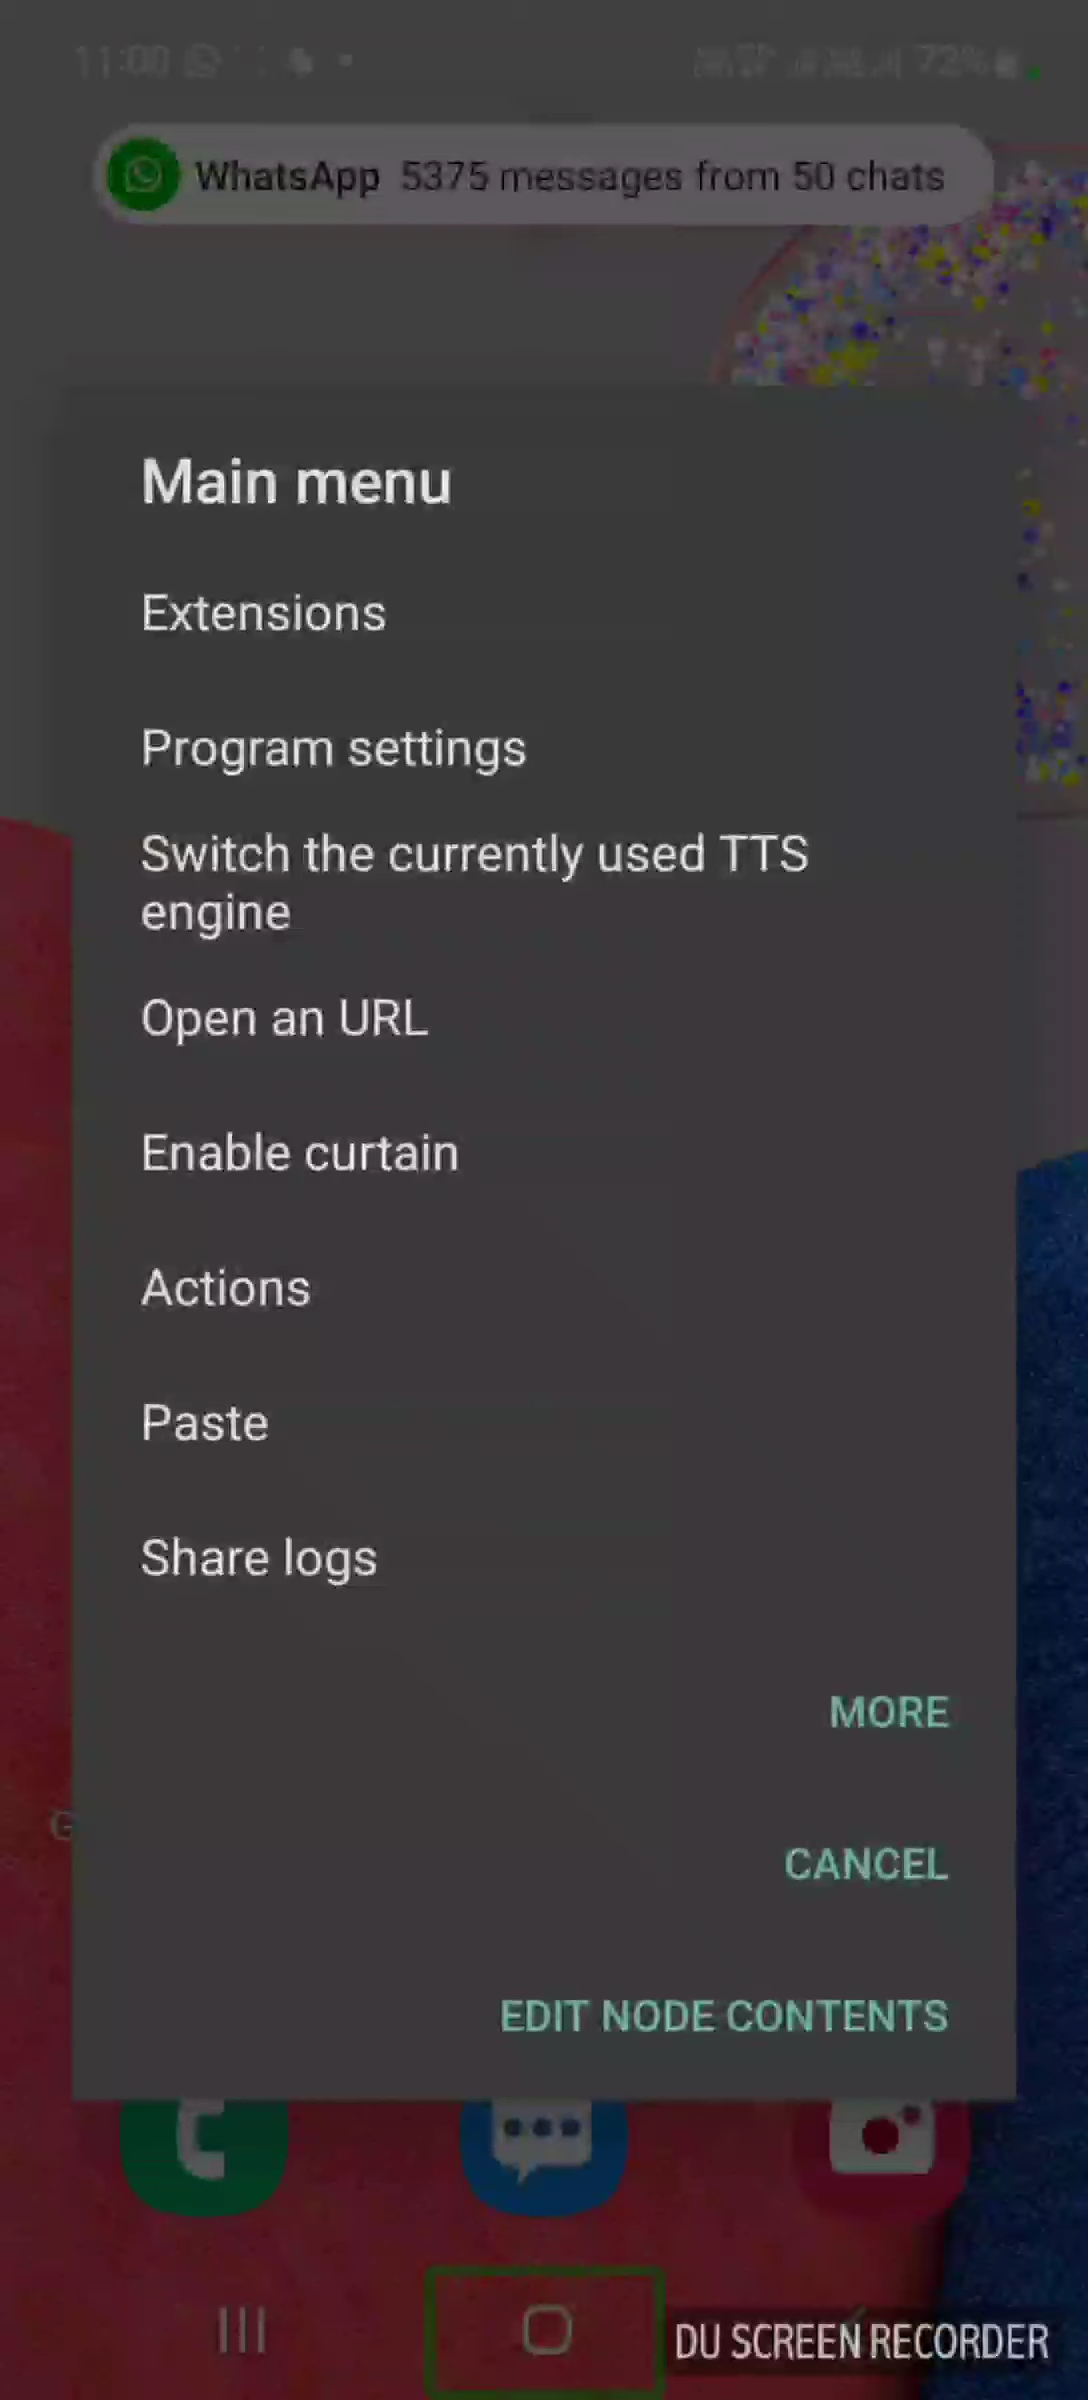 11:00 72%
WhatsApp 5375 messages from 50 chats
Main menu
Extensions
Program settings
Switch the currently used TTS
engine
Open an URL
Enable curtain
Actions
Paste
Share logs
MORE
G
CANCEL
EDIT NODE CONTENTS
DU SCREEN RECORDER